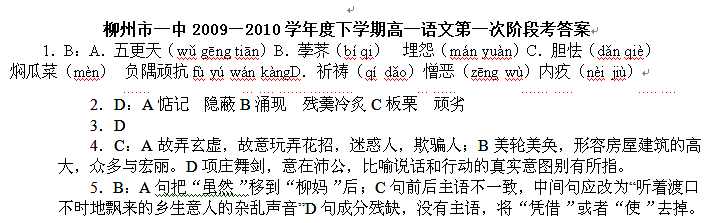 柳州市一中 2009—2010 学年度下学期高一语文第一次阶段考答案
1. B：A．五更天（wǔ gēng tiān）B．荸荠（bí qi） 埋怨（mán yuàn）C．胆怯（dǎn qiè）
焖瓜菜（mèn） 负隅顽抗 fù yú wán kàngD．祈祷（qí dǎo）憎恶（zēng wù）内疚（nèi jiù）
2．D：A 惦记 隐蔽 B 涌现 残羹冷炙 C 板栗 顽劣
3．D
4．C：A 故弄玄虚，故意玩弄花招，迷惑人，欺骗人；B 美轮美奂，形容房屋建筑的高
大，众多与宏丽。D 项庄舞剑，意在沛公，比喻说话和行动的真实意图别有所指。
5．B：A 句把“虽然”移到“柳妈”后；C 句前后主语不一致，中间句应改为“听着渡口
不时地飘来的乡生意人的杂乱声音”D 句成分残缺，没有主语，将“凭借”或者“使”去掉。